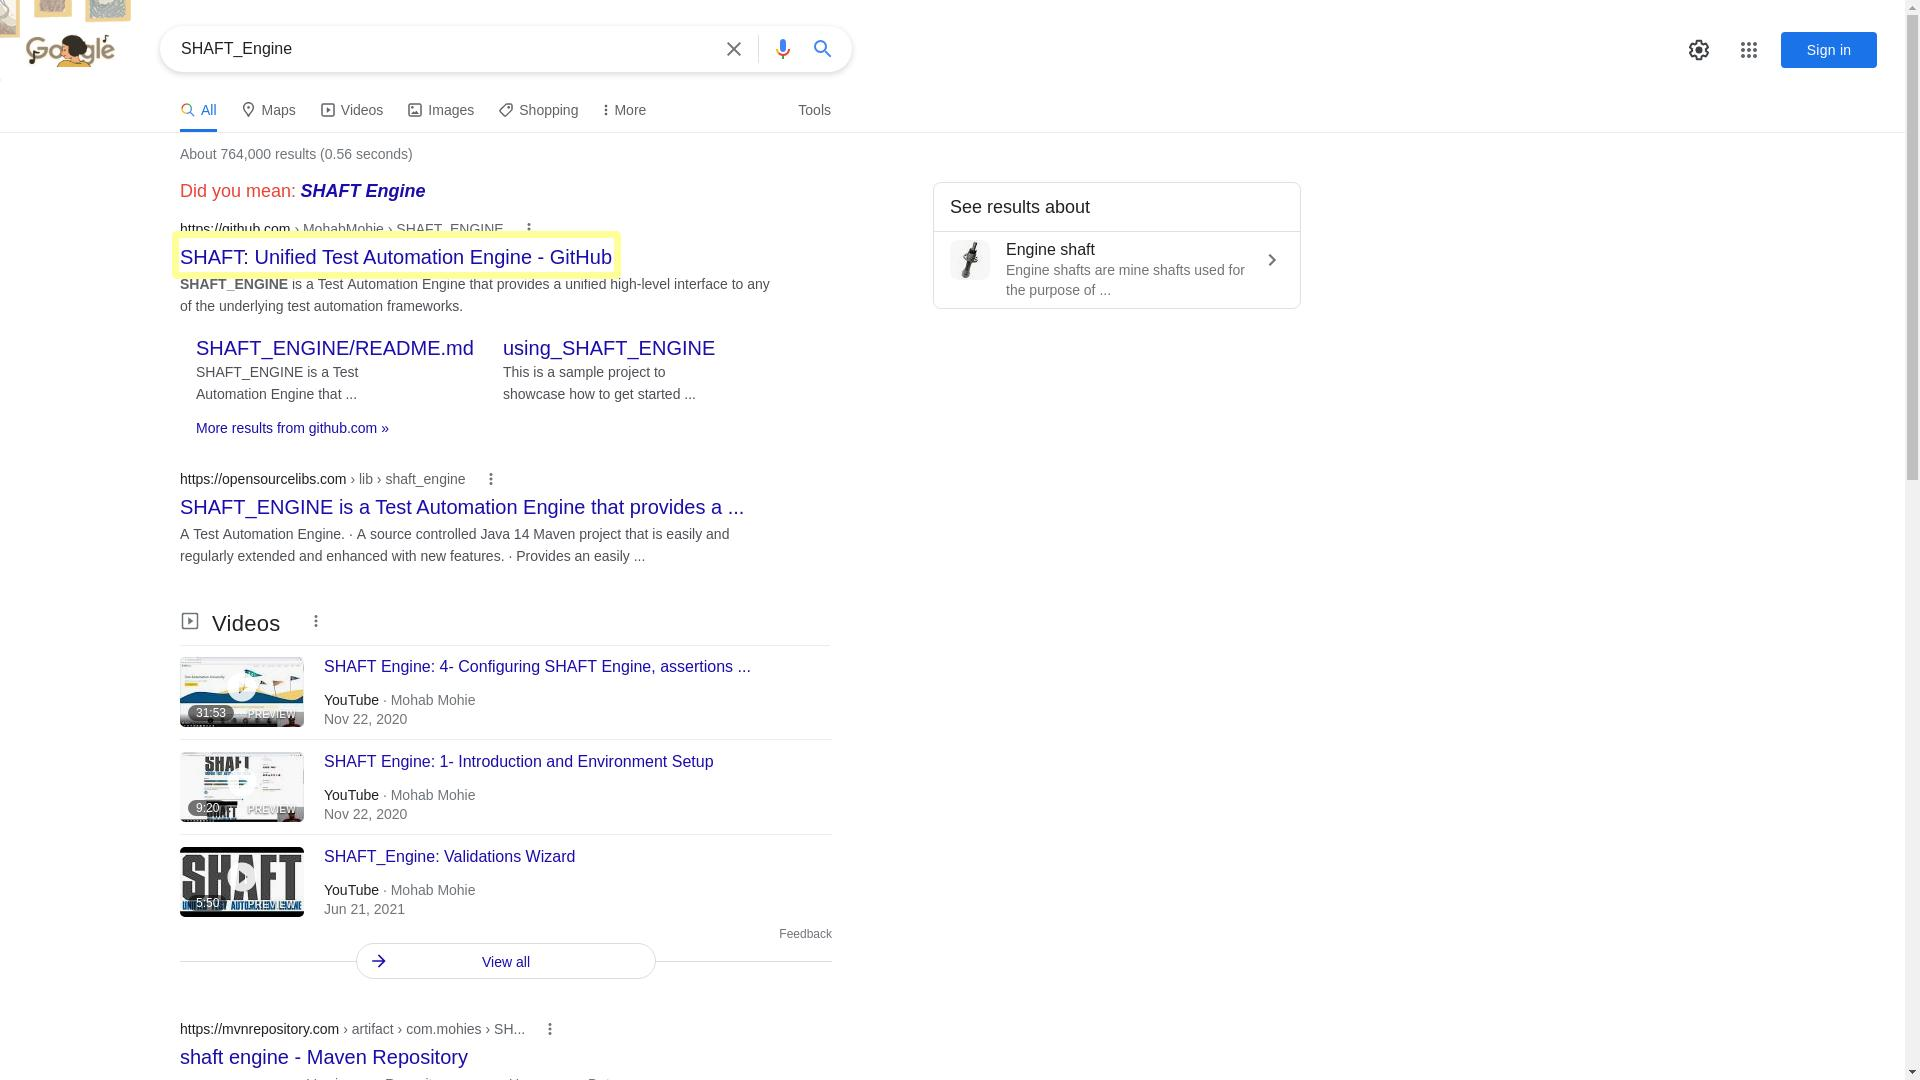 Google
SHAFT_Engine
Sign in
All
Maps
Videos
Images
Shopping
More
Tools
About 764,000 results (0.56 seconds)
Did you mean: SHAFT Engine
https://github.com › MohabMohie › SHAFT_ENGINE
SHAFT: Unified Test Automation Engine - GitHub
SHAFT_ENGINE is a Test Automation Engine that provides a unified high-level interface to any
of the underlying test automation frameworks.
SHAFT_ENGINE/README.md
SHAFT_ENGINE is a Test
Automation Engine that ...
using_SHAFT_ENGINE
This is a sample project to
showcase how to get started ...
More results from github.com »
https://opensourcelibs.com › lib › shaft_engine
SHAFT_ENGINE is a Test Automation Engine that provides a ...
A Test Automation Engine. · A source controlled Java 14 Maven project that is easily and
regularly extended and enhanced with new features. · Provides an easily ...
Videos
31:53
PREVIEW
SHAFT Engine: 4- Configuring SHAFT Engine, assertions ...
YouTube · Mohab Mohie
Nov 22, 2020
SHAFT
9:20
PREVIEW
SHAFT Engine: 1- Introduction and Environment Setup
YouTube · Mohab Mohie
Nov 22, 2020
SHAFT
5:50
PREVIEW
SHAFT_Engine: Validations Wizard
YouTube · Mohab Mohie
Jun 21, 2021
Feedback
View all
https://mvnrepository.com › artifact › com.mohies › SH...
shaft engine - Maven Repository
See results about
Engine shaft
Engine shafts are mine shafts used for
the purpose of ...